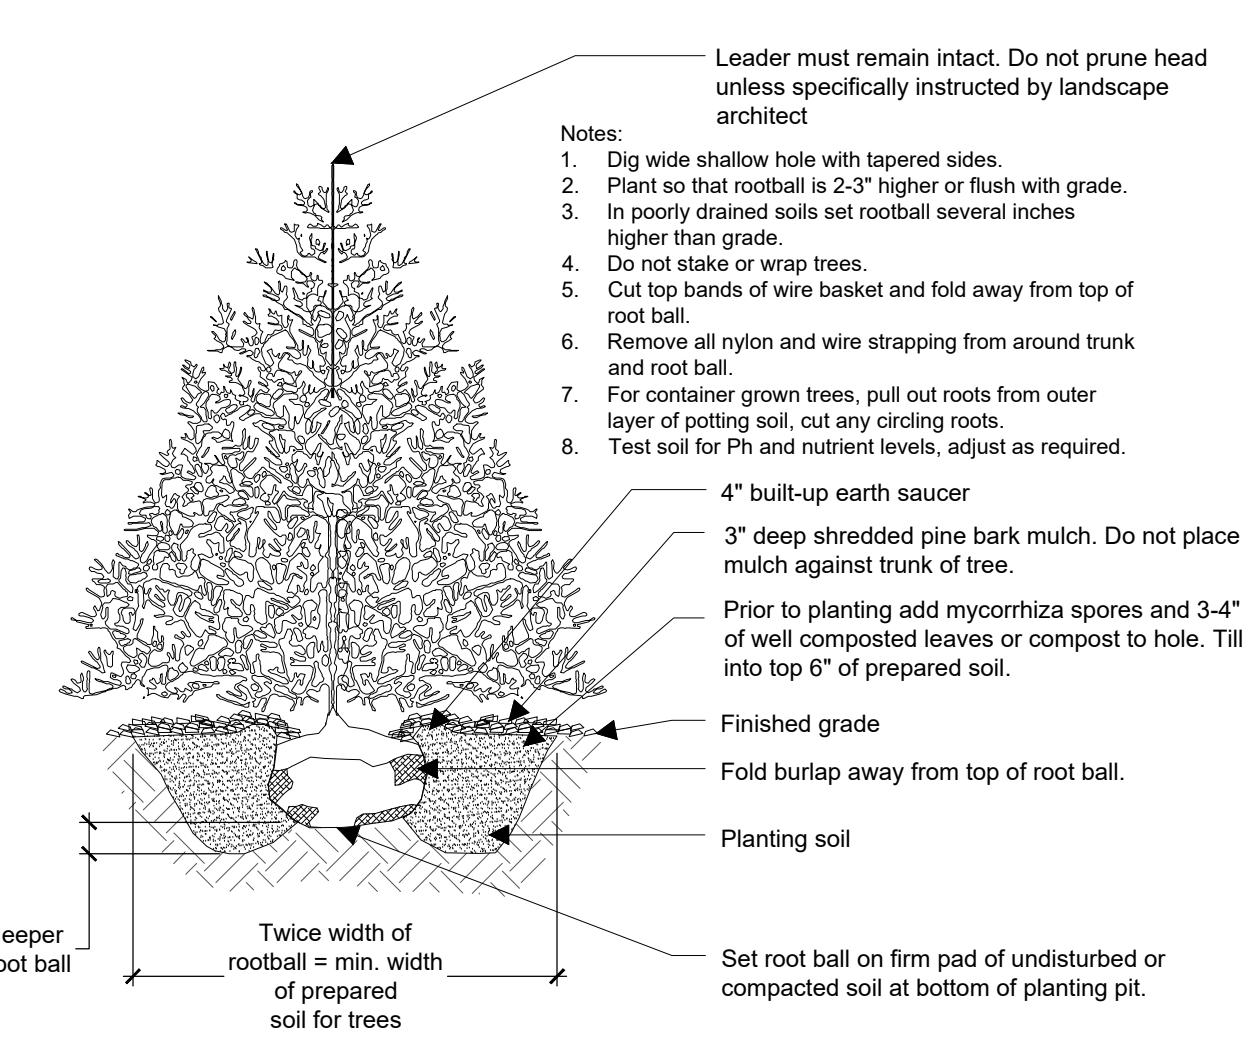 Leader must remain intact. Do not prune head
unless specifically instructed by landscape
architect
Notes:
1. Dig wide shallow hole with tapered sides.
2. Plant so that rootball is 2-3" higher or flush with grade.
3. In poorly drained soils set rootball several inches
higher than grade.
4. Do not stake or wrap trees.
5. Cut top bands of wire basket and fold away from top of
root ball.
6. Remove all nylon and wire strapping from around trunk
and root ball.
7. For container grown trees, pull out roots from outer
layer of potting soil, cut any circling roots.
8. Test soil for Ph and nutrient levels, adjust as required.
4" built-up earth saucer
3" deep shredded pine bark mulch. Do not place
mulch against trunk of tree.
Prior to planting add mycorrhiza spores and 3-4"
of well composted leaves or compost to hole. Till
into top 6" of prepared soil.
Finished grade
Fold burlap away from top of root ball.
Planting soil
Set root ball on firm pad of undisturbed or
compacted soil at bottom of planting pit.
eeper
oot ball
Twice width of
rootball = min. width
of prepared
soil for trees